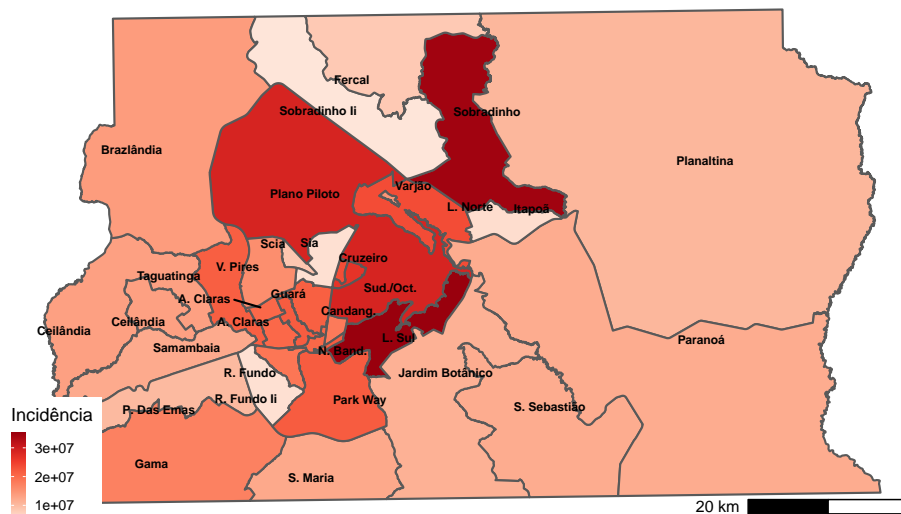 Fercal
Sobradinho Ii
Sobradinho
Brazlândia
Planaltina
Varjão
Plano Piloto
L. Norte
Itapoã
Scia
Sia
Cruzeiro
V. Pires
Taguatinga
Sud./Oct.
Guará
A. Claras
Candang.
A. Claras
Ceilândia
Ceilândia
L. Sul
Paranoá
Samambaia
N. Band.
R. Fundo
Jardim Botânico
R. Fundo Ii
Park Way
S. Sebastião
P. Das Emas
Incidência
3e+07
2e+07
1e+07
Gama
S. Maria
20 km